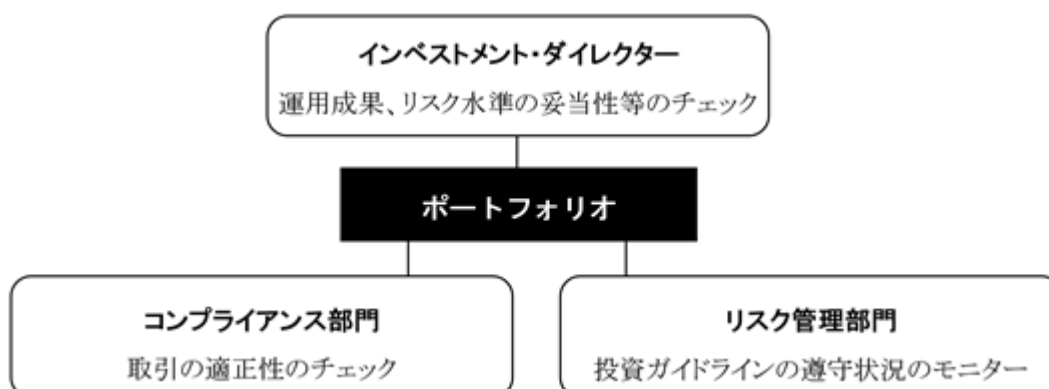 インベストメント・ダイレクター
運用成果、リスク水準の妥当性等のチェック
ポートフォリオ
コンプライアンス部門
取引の適正性のチェック
リスク管理部門
投資ガイドラインの遵守状況のモニター